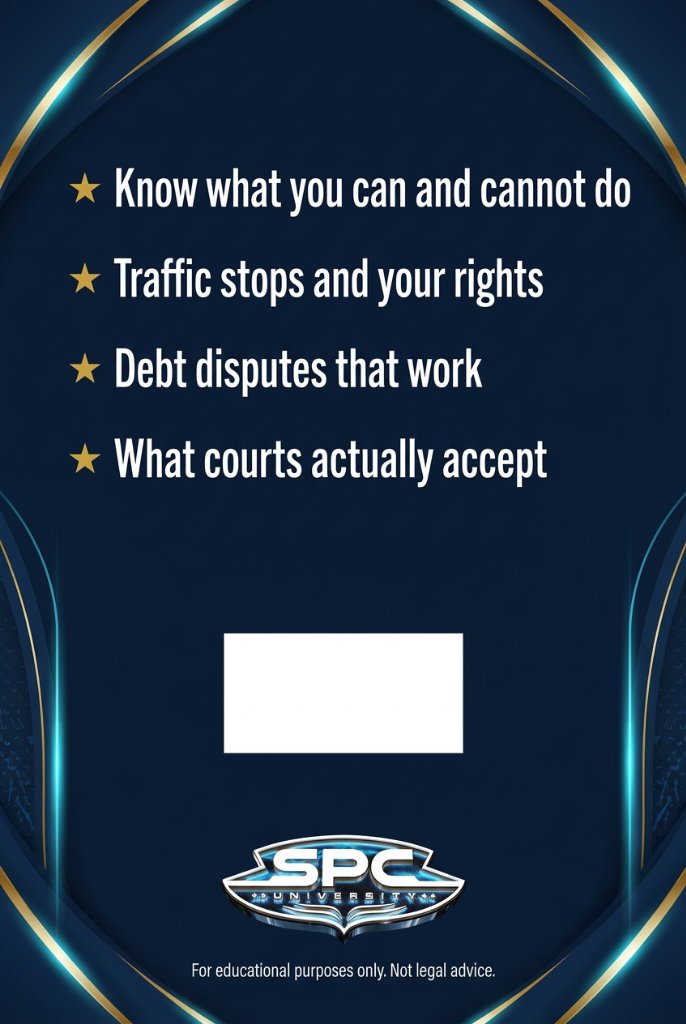 Know what you can and cannot do
Traffic stops and your rights
Debt disputes that work
What courts actually accept
SPC
UNIVERSITY
For educational purposes only. Not legal advice.